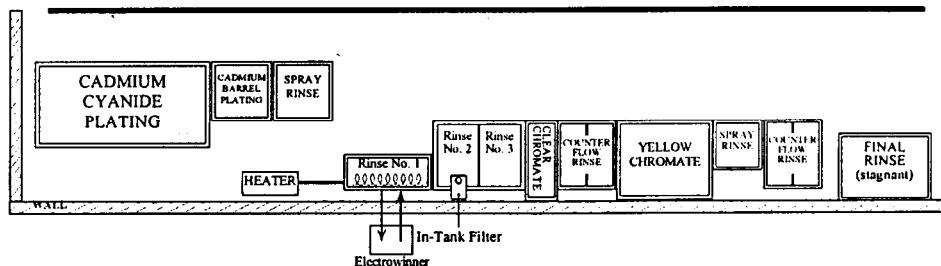 CADMIUM
CYANIDE
PLATING
CADMIUM
BARREL
PLATING
SPRAY
RINSE
HEATER
Rinse No. 1
Rinse
No. 2
Rinse
No. 3
CLEAR
CHROMATE
COUNTER
FLOW
RINSE
YELLOW
CHROMATE
SPRAY
RINSE
COUNTER
FLOW
RINSE
FINAL
RINSE
(stagnant)
WALL
In-Tank Filter
Electrowinner